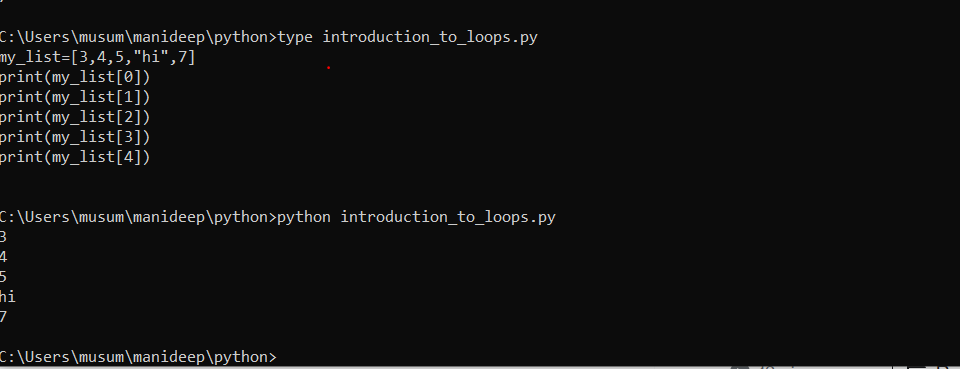 C:\Users\musum\manideep\python>type introduction_to_loops.py
my_list=[3,4,5,"hi",7]
print(my_list[0])
print(my_list[1])
print(my_list[2])
print(my_list[3])
print(my_list[4])
C:\Users\musum\manideep\python>python introduction_to_loops.py
3
4
5
hi
7
C:\Users\musum\manideep\python>